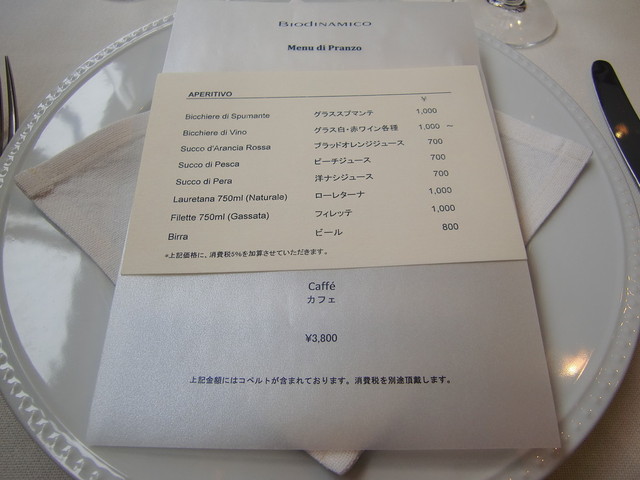 BIODINAMICO
Menu di Pranzo
APERITIVO
¥
Bicchiere di Spumante グラススプマンテ 1,000
Bicchiere di Vino グラス白・赤ワイン各種 1,000 ～
Succo d'Arancia Rossa ブラッドオレンジジュース 700
Succo di Pesca ピーチジュース 700
Succo di Pera 洋ナシジュース 700
Lauretana 750ml (Naturale) ローレターナ 1,000
Filette 750ml (Gassata) フィレッテ 1,000
Birra ビール 800
*上記価格に、消費税5%を加算させていただきます。
Caffé
カフェ
¥3,800
上記金額にはコペルトが含まれております。消費税を別途頂戴します。